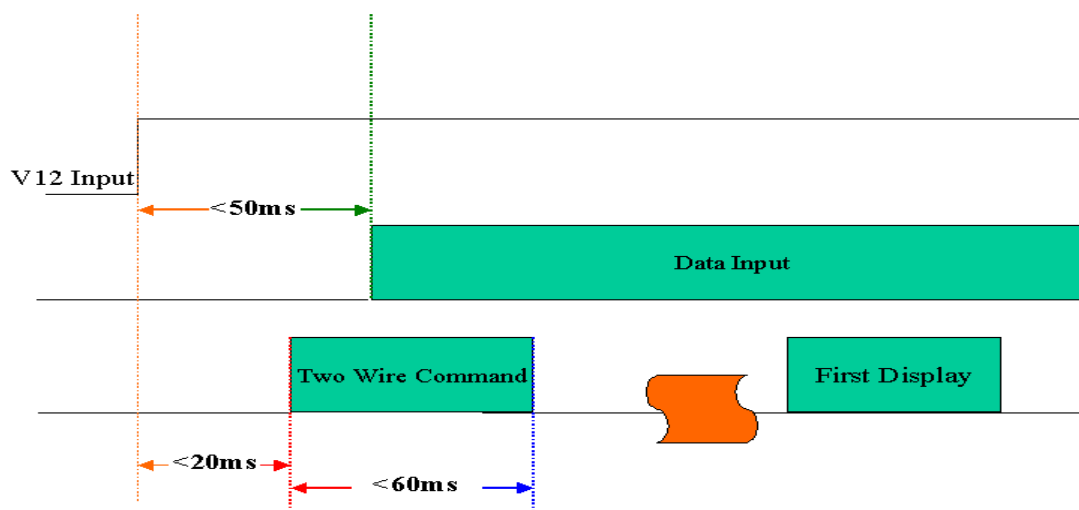 V12 Input
<50ms
Data Input
Two Wire Command
First Display
<20ms
<60ms